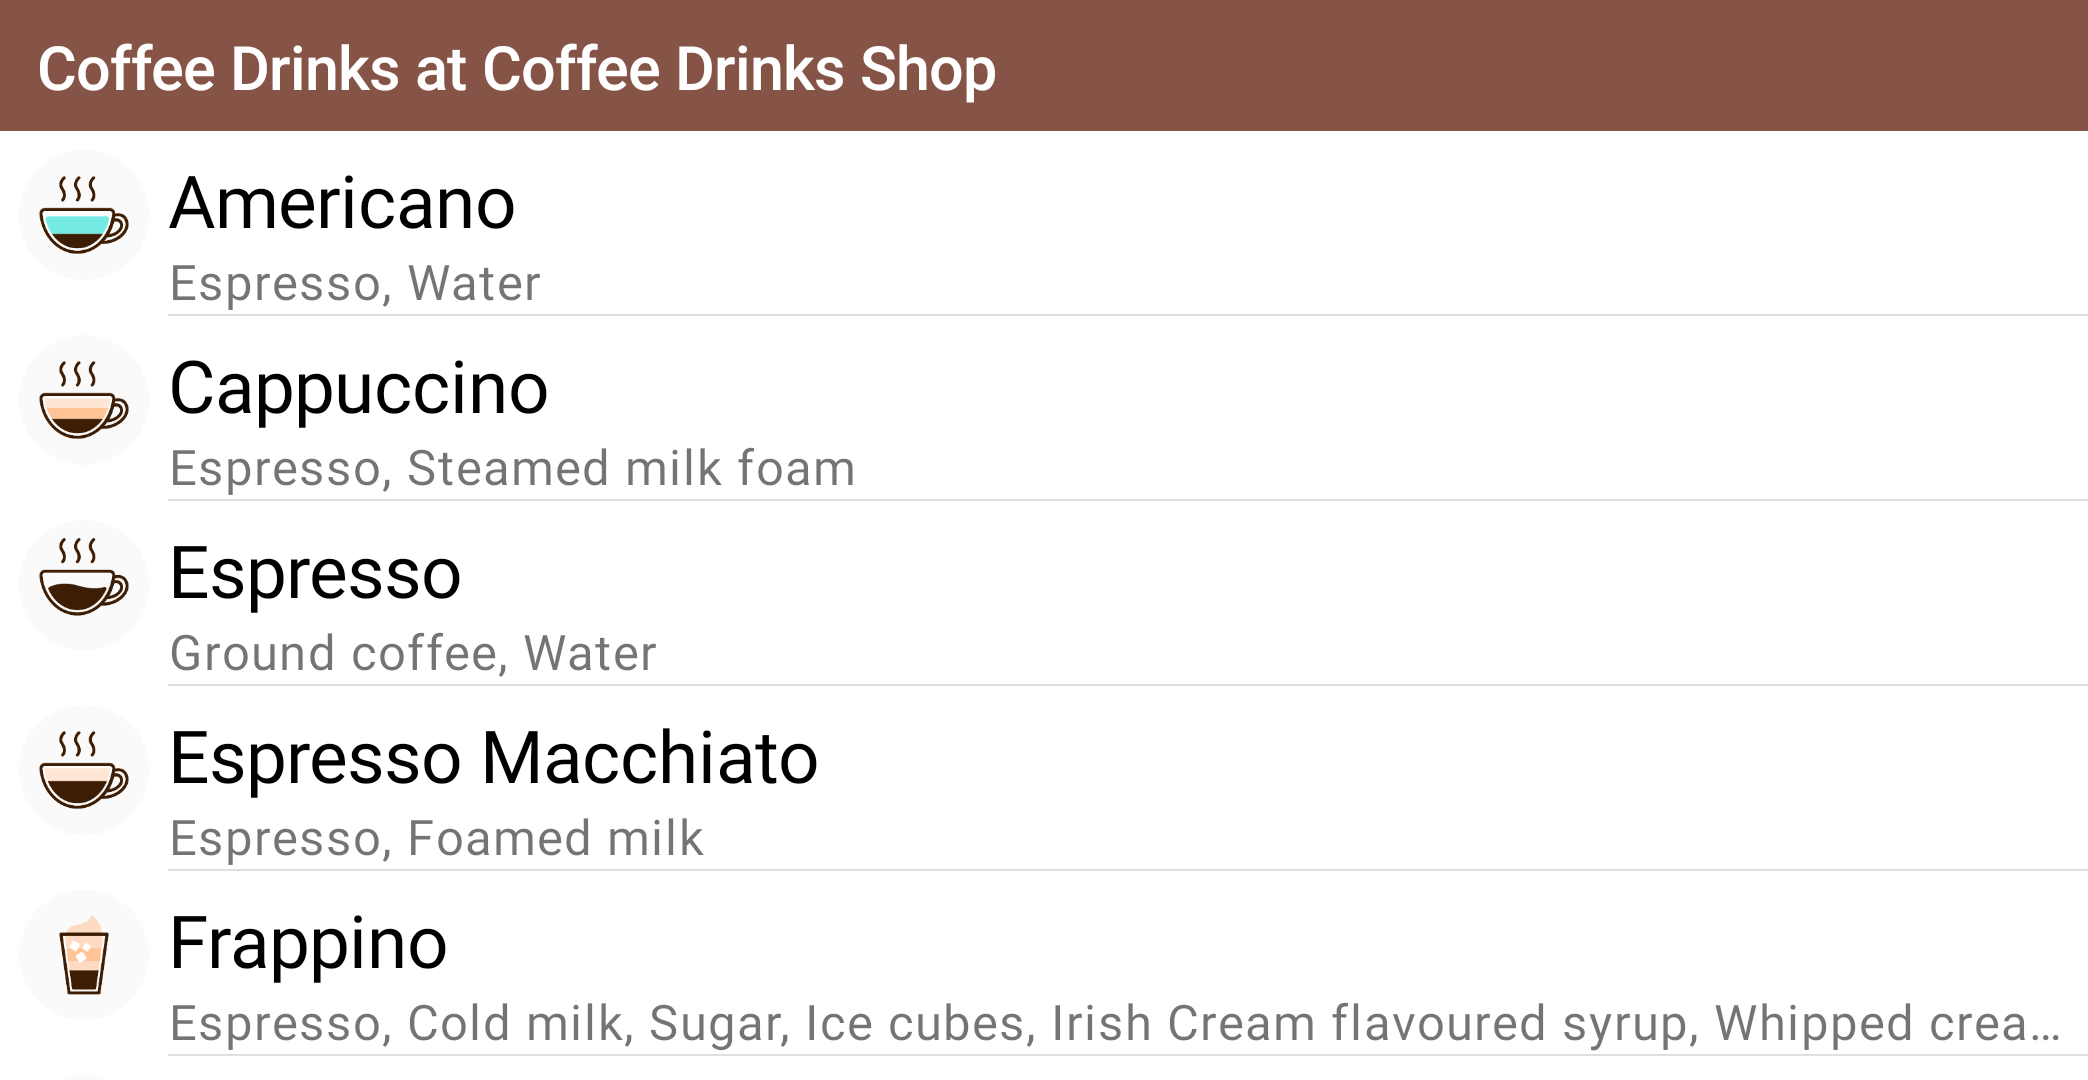 Coffee Drinks at Coffee Drinks Shop
Americano
Espresso, Water
Cappuccino
Espresso, Steamed milk foam
Espresso
Ground coffee, Water
Espresso Macchiato
Espresso, Foamed milk
Frappino
Espresso, Cold milk, Sugar, Ice cubes, Irish Cream flavoured syrup, Whipped crea…